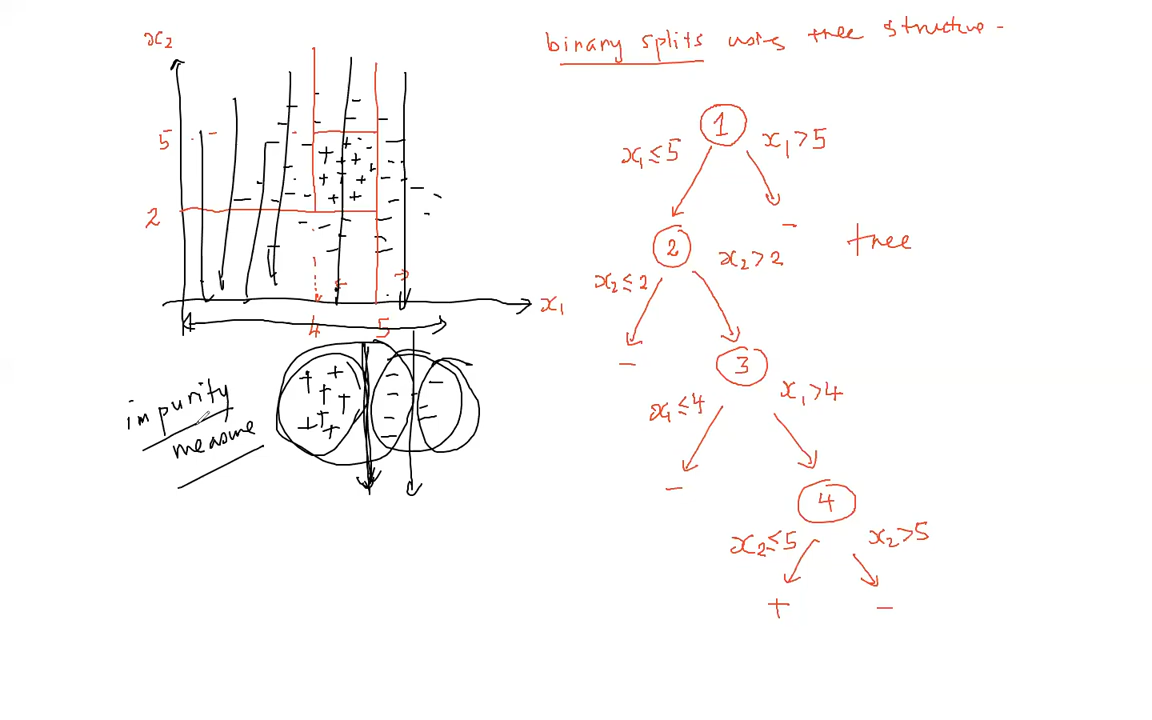 binary splits using tree structure -
x₂
5
2
4
5
x₁
impurity
measure
1
x₁≤5
x₁>5
-
2
tree
x₂≤2
x₂>2
-
3
x₁≤4
x₁>4
-
4
x₂≤5
x₂>5
+
-